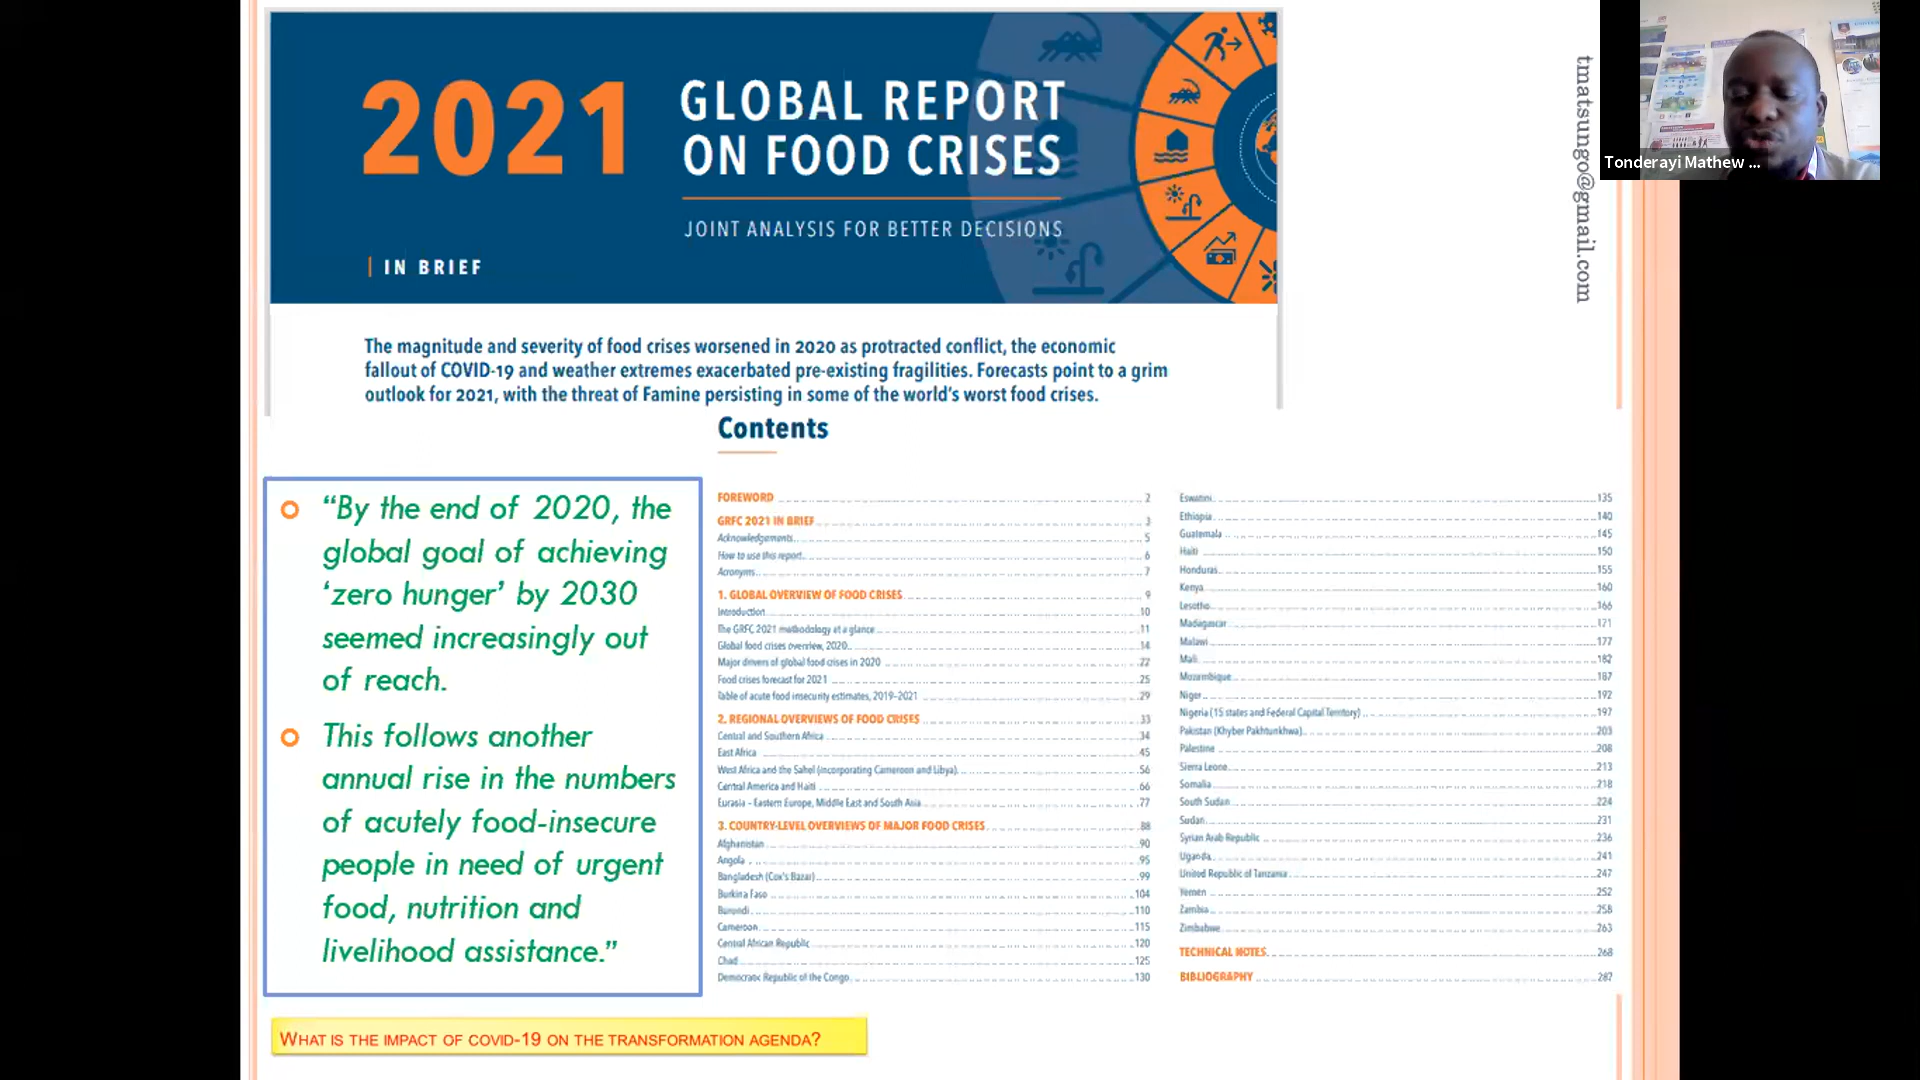 2021
GLOBAL REPORT
ON FOOD CRISES
JOINT ANALYSIS FOR BETTER DECISIONS
IN BRIEF
The magnitude and severity of food crises worsened in 2020 as protracted conflict, the economic
fallout of COVID-19 and weather extremes exacerbated pre-existing fragilities. Forecasts point to a grim
outlook for 2021, with the threat of Famine persisting in some of the world's worst food crises.
tmatsungo@gmail.com
Tonderayi Mathew ...
“By the end of 2020, the
global goal of achieving
‘zero hunger’ by 2030
seemed increasingly out
of reach.
This follows another
annual rise in the numbers
of acutely food-insecure
people in need of urgent
food, nutrition and
livelihood assistance.”
Contents
FOREWORD 2
GRFC 2021 IN BRIEF 3
Acknowledgements 5
How to use this report 6
Acronyms 7
1. GLOBAL OVERVIEW OF FOOD CRISES 9
Introduction 10
The GRFC 2021 methodology at a glance 11
Global food crises overview, 2020 14
Major drivers of global food crises in 2020 22
Food crises forecast for 2021 25
Table of acute food insecurity estimates, 2019–2021 29
2. REGIONAL OVERVIEWS OF FOOD CRISES 33
Central and Southern Africa 34
East Africa 45
West Africa and the Sahel (incorporating Cameroon and Libya) 56
Central America and Haiti 66
Eurasia – Eastern Europe, Middle East and South Asia 77
3. COUNTRY-LEVEL OVERVIEWS OF MAJOR FOOD CRISES 88
Afghanistan 90
Angola 95
Bangladesh (Cox's Bazar) 99
Burkina Faso 104
Burundi 110
Cameroon 115
Central African Republic 120
Chad 125
Democratic Republic of the Congo 130
Eswatini 135
Ethiopia 140
Guatemala 145
Haiti 150
Honduras 155
Kenya 160
Lesotho 166
Madagascar 171
Malawi 177
Mali 182
Mozambique 187
Niger 192
Nigeria (15 states and Federal Capital Territory) 197
Pakistan (Khyber Pakhtunkhwa) 203
Palestine 208
Sierra Leone 213
Somalia 218
South Sudan 224
Sudan 231
Syrian Arab Republic 236
Uganda 241
United Republic of Tanzania 247
Yemen 252
Zambia 258
Zimbabwe 263
TECHNICAL NOTES 268
BIBLIOGRAPHY 287
WHAT IS THE IMPACT OF COVID-19 ON THE TRANSFORMATION AGENDA?